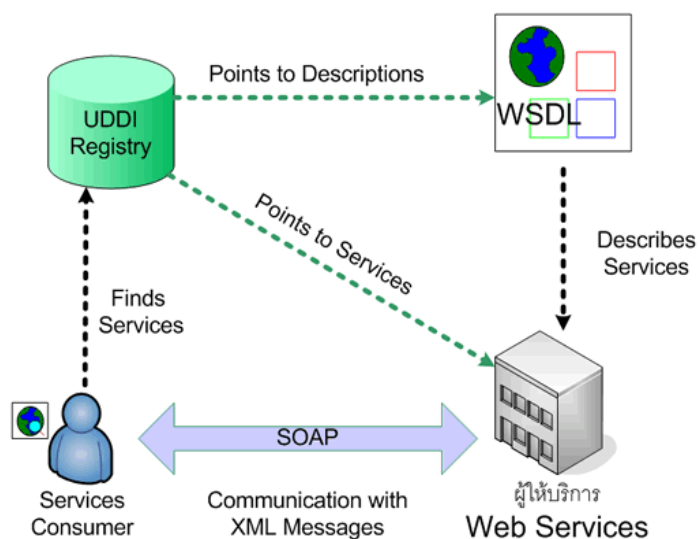 Points to Descriptions
UDDI
Registry
WSDL
Points to Services
Describes
Services
Finds
Services
SOAP
Services
Consumer
Communication with
XML Messages
ผู้ให้บริการ
Web Services